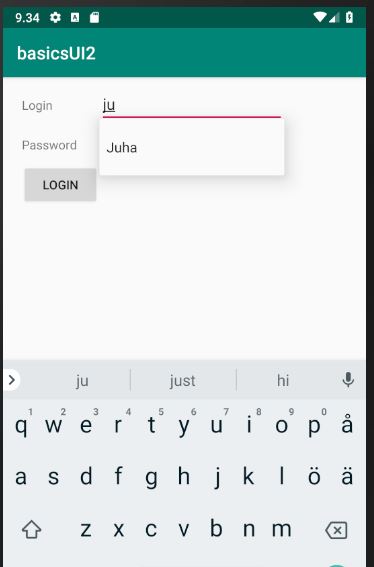 9.34
basicsUI2
Login ju
Juha
Password
LOGIN
ju just hi
1 2 3 4 5 6 7 8 9 0
q w e r t y u i o p å
a s d f g h j k l ö ä
z x c v b n m